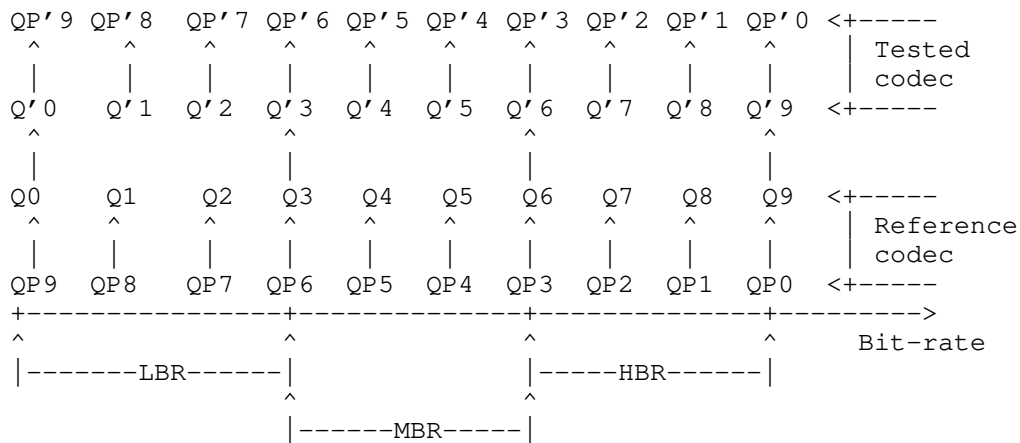 QP'9 QP'8 QP'7 QP'6 QP'5 QP'4 QP'3 QP'2 QP'1 QP'0 <+-----
^ ^ ^ ^ ^ ^ ^ ^ ^ ^ | Tested
| | | | | | | | | | | codec
Q'0 Q'1 Q'2 Q'3 Q'4 Q'5 Q'6 Q'7 Q'8 Q'9 <+-----
^ ^ ^ ^
| | | |
Q0 Q1 Q2 Q3 Q4 Q5 Q6 Q7 Q8 Q9 <+-----
^ ^ ^ ^ ^ ^ ^ ^ ^ ^ | Reference
| | | | | | | | | | | codec
QP9 QP8 QP7 QP6 QP5 QP4 QP3 QP2 QP1 QP0 <+-----
+----------------+--------------+--------------+--------->
^ ^ ^ ^ Bit-rate
|-------LBR------| |-----HBR------|
^ ^
|------MBR-----|